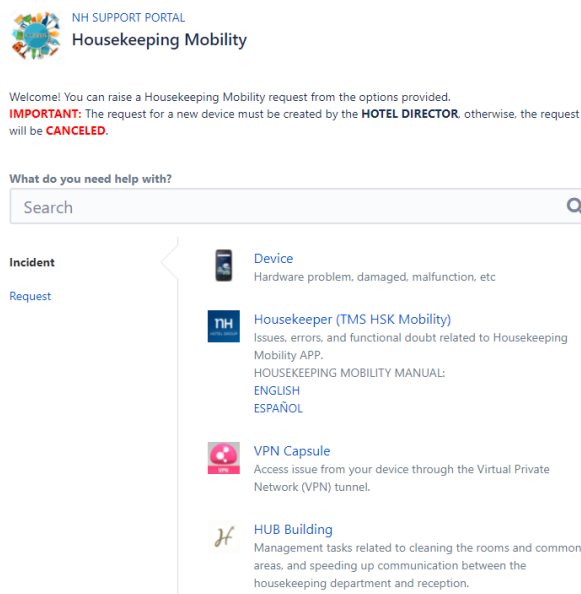 NH SUPPORT PORTAL
Housekeeping Mobility
Welcome! You can raise a Housekeeping Mobility request from the options provided.
IMPORTANT: The request for a new device must be created by the HOTEL DIRECTOR, otherwise, the request
will be CANCELED.
What do you need help with?
Search
Incident
Request
Device
Hardware problem, damaged, malfunction, etc
nH
HOTEL GROUP
Housekeeper (TMS HSK Mobility)
Issues, errors, and functional doubt related to Housekeeping
Mobility APP.
HOUSEKEEPING MOBILITY MANUAL:
ENGLISH
ESPAÑOL
VPN
VPN Capsule
Access issue from your device through the Virtual Private
Network (VPN) tunnel.
H
HUB Building
Management tasks related to cleaning the rooms and common
areas, and speeding up communication between the
housekeeping department and reception.